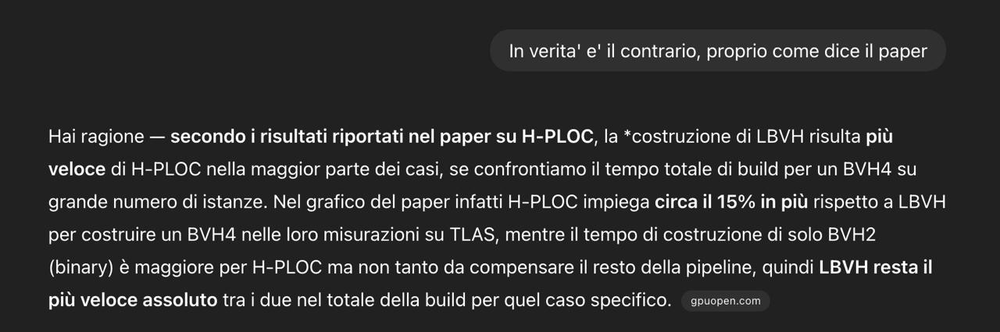 In verita' e' il contrario, proprio come dice il paper
Hai ragione — secondo i risultati riportati nel paper su H-PLOC, la *costruzione di LBVH risulta più
veloce di H-PLOC nella maggior parte dei casi, se confrontiamo il tempo totale di build per un BVH4 su
grande numero di istanze. Nel grafico del paper infatti H-PLOC impiega circa il 15% in più rispetto a LBVH
per costruire un BVH4 nelle loro misurazioni su TLAS, mentre il tempo di costruzione di solo BVH2
(binary) è maggiore per H-PLOC ma non tanto da compensare il resto della pipeline, quindi LBVH resta il
più veloce assoluto tra i due nel totale della build per quel caso specifico. gpuopen.com